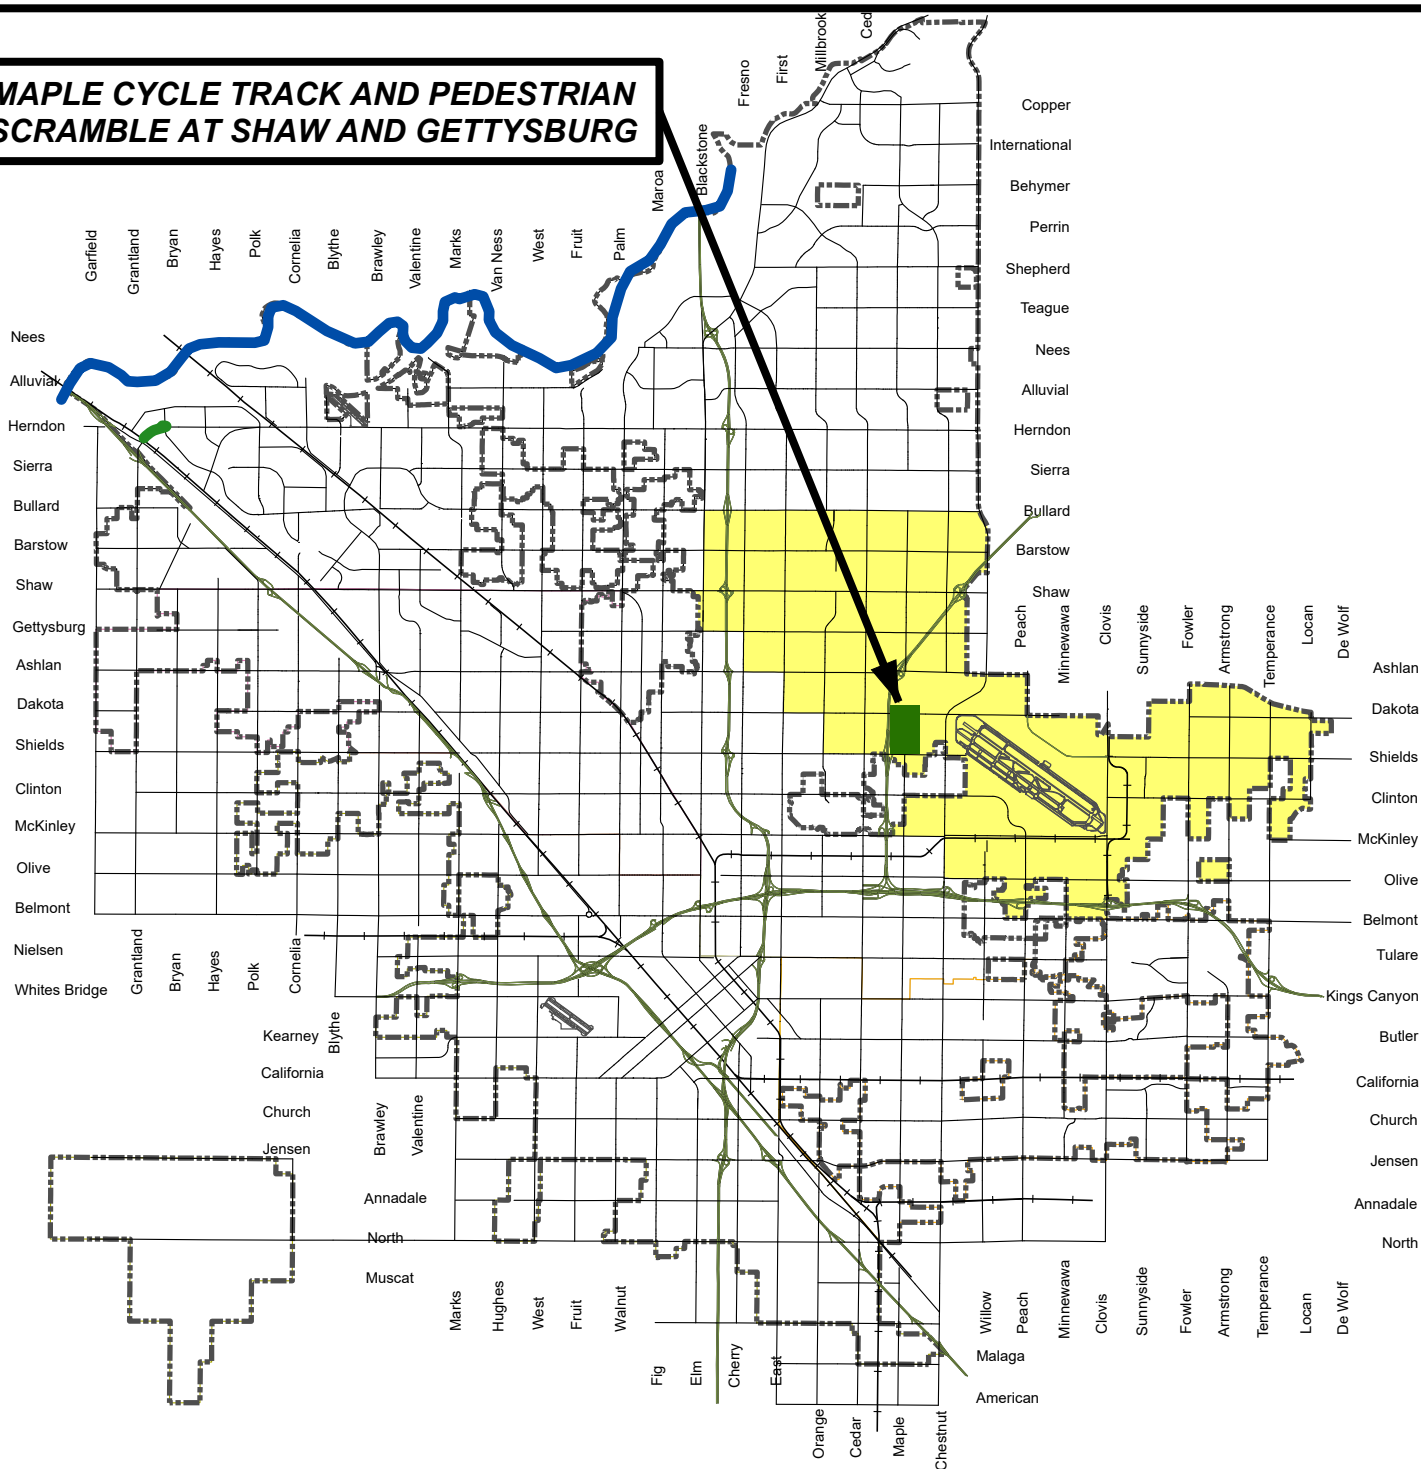 MAPLE CYCLE TRACK AND PEDESTRIAN
SCRAMBLE AT SHAW AND GETTYSBURG
Fresno
First
Millbrook
Ced
Maroa
Blackstone
Garfield
Grantland
Bryan
Hayes
Polk
Cornelia
Blythe
Brawley
Valentine
Marks
Van Ness
West
Fruit
Palm
Copper
International
Behymer
Perrin
Shepherd
Teague
Nees
Alluvial
Herndon
Sierra
Bullard
Barstow
Shaw
Nees
Alluvial
Herndon
Sierra
Bullard
Barstow
Shaw
Gettysburg
Ashlan
Dakota
Shields
Clinton
McKinley
Olive
Belmont
Nielsen
Whites Bridge
Peach
Minnewawa
Clovis
Sunnyside
Fowler
Armstrong
Temperance
Locan
De Wolf
Ashlan
Dakota
Shields
Clinton
McKinley
Olive
Belmont
Tulare
Kings Canyon
Butler
California
Church
Jensen
Annadale
North
Grantland
Bryan
Hayes
Polk
Cornelia
Blythe
Kearney
California
Church
Jensen
Brawley
Valentine
Annadale
North
Muscat
Marks
Hughes
West
Fruit
Walnut
Fig
Elm
Cherry
East
Orange
Cedar
Maple
Chestnut
Willow
Peach
Minnewawa
Clovis
Sunnyside
Fowler
Armstrong
Temperance
Locan
De Wolf
Malaga
American